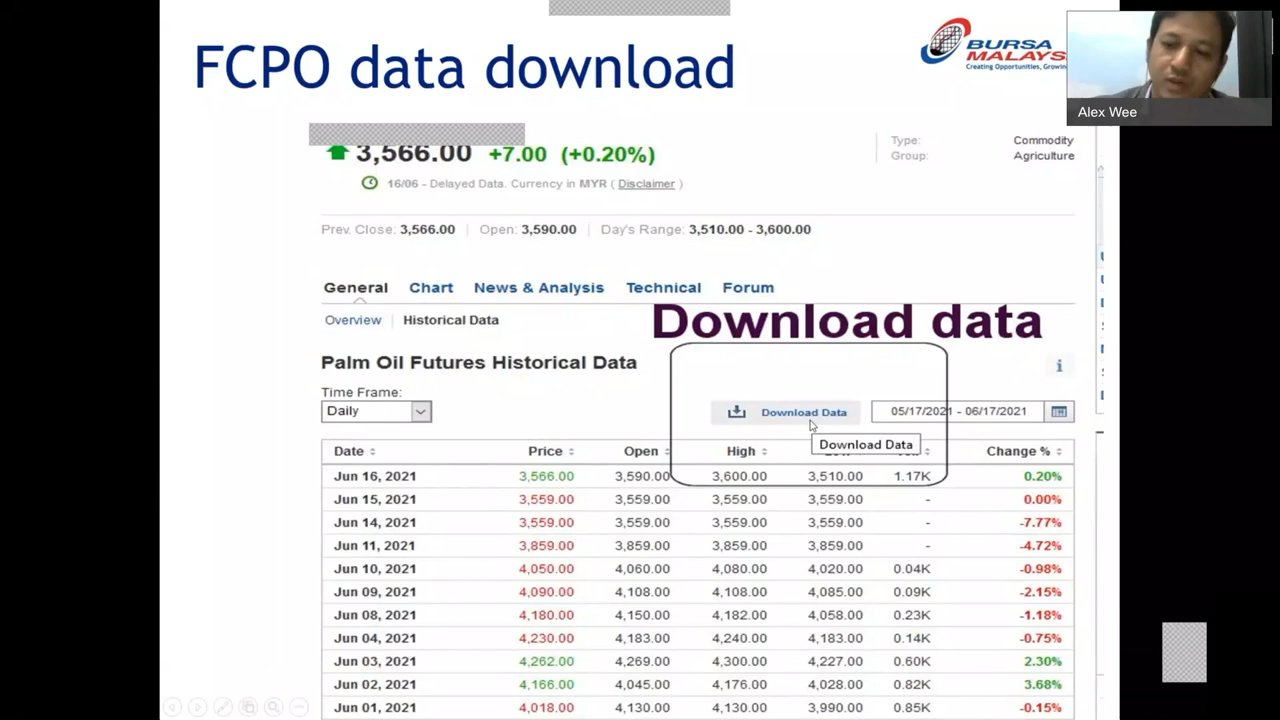 FCPO data download
BURSA
MALAYS
Creating Opportunities, Growin
Alex Wee
3,566.00 +7.00 (+0.20%)
16/06 - Delayed Data. Currency in MYR ( Disclaimer )
Type: Commodity
Group: Agriculture
Prev. Close: 3,566.00 Open: 3,590.00 Day's Range: 3,510.00 - 3,600.00
General Chart News & Analysis Technical Forum
Overview Historical Data
Download data
Palm Oil Futures Historical Data
Time Frame:
Daily
Download Data
05/17/2021 - 06/17/2021
Download Data
Date Price Open High Change %
Jun 16, 2021 3,566.00 3,590.00 3,600.00 3,510.00 1.17K 0.20%
Jun 15, 2021 3,559.00 3,559.00 3,559.00 3,559.00 - 0.00%
Jun 14, 2021 3,559.00 3,559.00 3,559.00 3,559.00 - -7.77%
Jun 11, 2021 3,859.00 3,859.00 3,859.00 3,859.00 - -4.72%
Jun 10, 2021 4,050.00 4,060.00 4,080.00 4,020.00 0.04K -0.98%
Jun 09, 2021 4,090.00 4,108.00 4,108.00 4,085.00 0.09K -2.15%
Jun 08, 2021 4,180.00 4,150.00 4,182.00 4,058.00 0.23K -1.18%
Jun 04, 2021 4,230.00 4,183.00 4,240.00 4,183.00 0.14K -0.75%
Jun 03, 2021 4,262.00 4,269.00 4,300.00 4,227.00 0.60K 2.30%
Jun 02, 2021 4,166.00 4,045.00 4,176.00 4,028.00 0.82K 3.68%
Jun 01, 2021 4,018.00 4,130.00 4,130.00 3,990.00 0.85K -0.15%